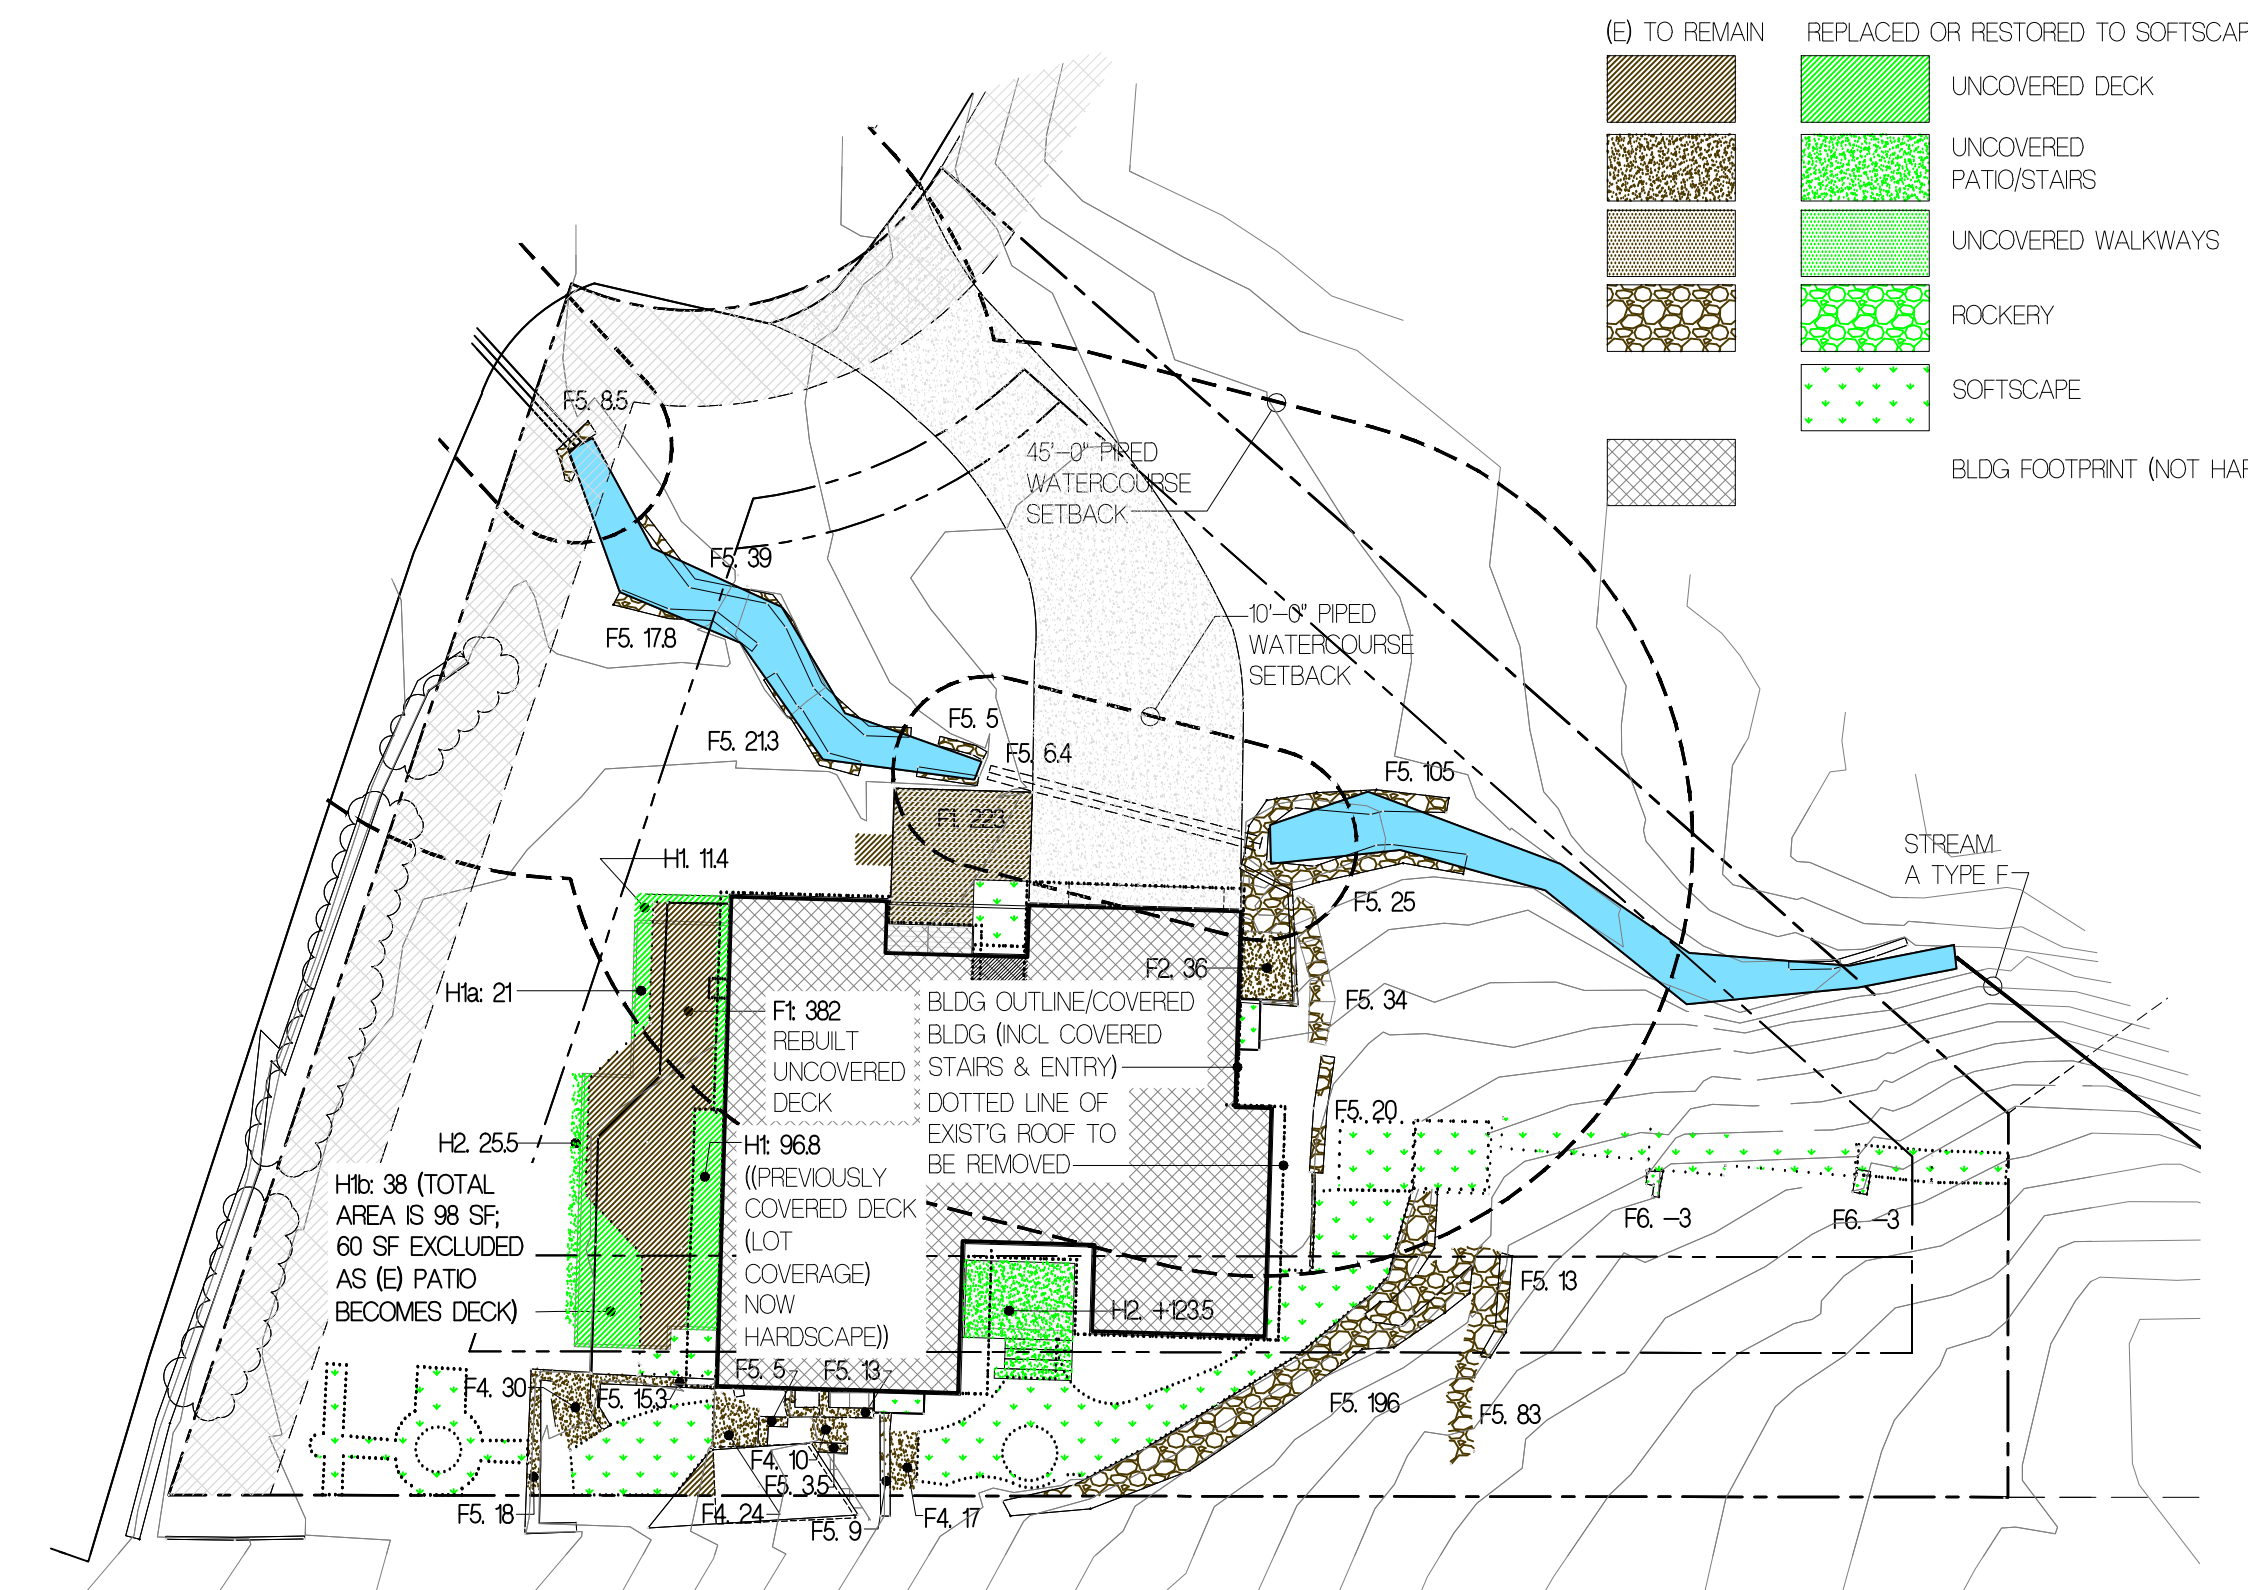 (E) TO REMAIN
REPLACED OR RESTORED TO SOFTSCAP
UNCOVERED DECK
UNCOVERED
PATIO/STAIRS
UNCOVERED WALKWAYS
ROCKERY
SOFTSCAPE
BLDG FOOTPRINT (NOT HAR
F5. 8.5
45'-0" PIPED
WATERCOURSE
SETBACK
F5. 39
10'-0" PIPED
WATERCOURSE
SETBACK
F5. 17.8
F5. 5
F5. 21.3
F5. 6.4
F5. 105
F1. 223
STREAM
A TYPE F
H1. 11.4
F5. 25
F2. 36
H1a: 21
F5. 34
F1: 382
REBUILT
UNCOVERED
DECK
BLDG OUTLINE/COVERED
BLDG (INCL COVERED
STAIRS & ENTRY)
DOTTED LINE OF
EXIST'G ROOF TO
BE REMOVED
F5. 20
H2. 25.5
H1: 96.8
((PREVIOUSLY
COVERED DECK
(LOT
COVERAGE)
NOW
HARDSCAPE))
H1b: 38 (TOTAL
AREA IS 98 SF;
60 SF EXCLUDED
AS (E) PATIO
BECOMES DECK)
F6. -3
F6. -3
F5. 13
H2. +123.5
F5. 5
F5. 13
F4. 30
F5. 15.3
F5. 196
F5. 83
F4. 10
F5. 3.5
F5. 18
F4. 24
F5. 9
F4. 17